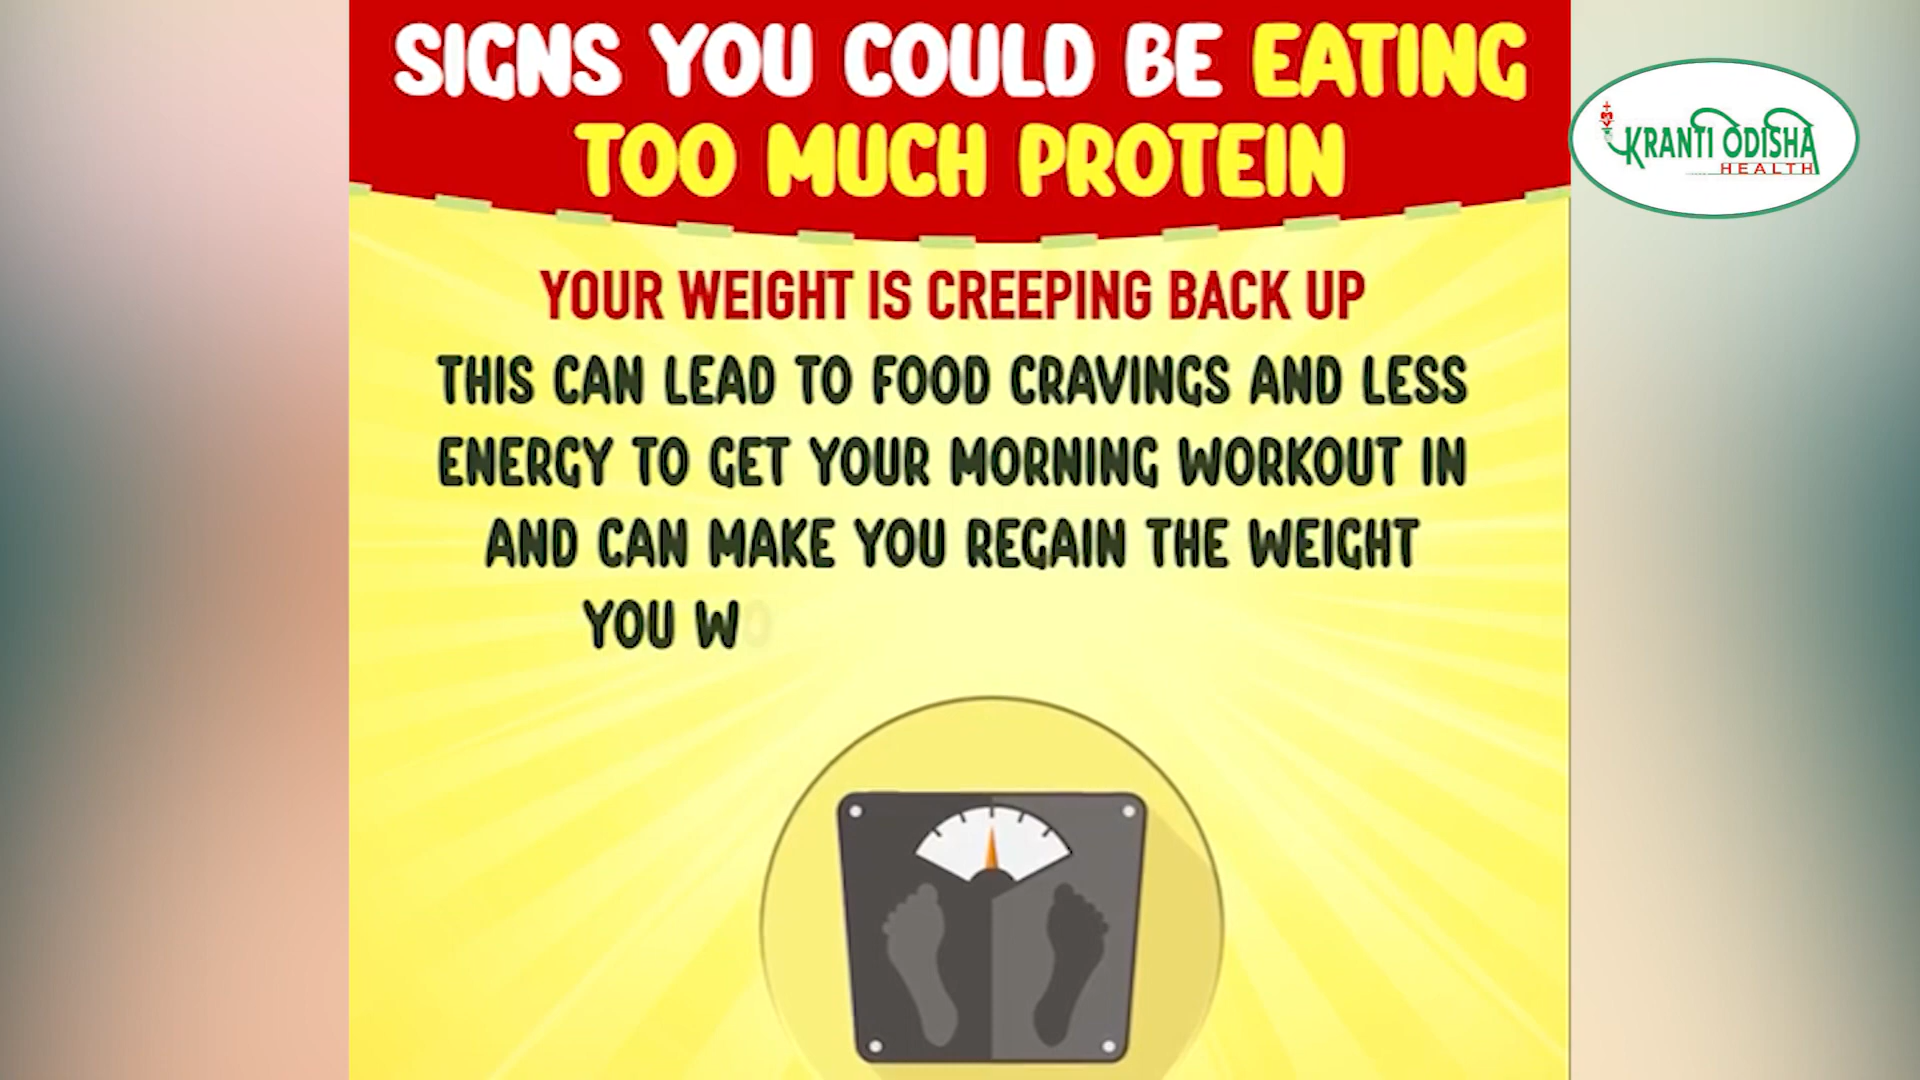 SIGNS YOU COULD BE EATING
TOO MUCH PROTEIN
KRANTI ODISHA
HEALTH
YOUR WEIGHT IS CREEPING BACK UP
THIS CAN LEAD TO FOOD CRAVINGS AND LESS
ENERGY TO GET YOUR MORNING WORKOUT IN
AND CAN MAKE YOU REGAIN THE WEIGHT
YOU WO